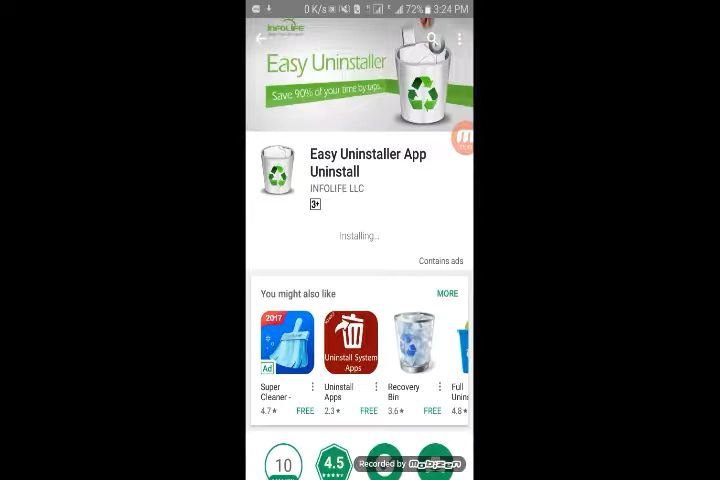 0 K/s 72% 3:24 PM
INFOLIFE
Easy Uninstaller
Save 90% of your time by taps.
Easy Uninstaller App
Uninstall
INFOLIFE LLC
3+
Installing...
Contains ads
You might also like
MORE
2017
Ad
Uninstall System
Apps
Super
Cleaner -
4.7★ FREE
Uninstall
Apps
2.3★ FREE
Recovery
Bin
3.6★ FREE
Full
Unins
4.8★
10
4.5
Recorded by Mobizen